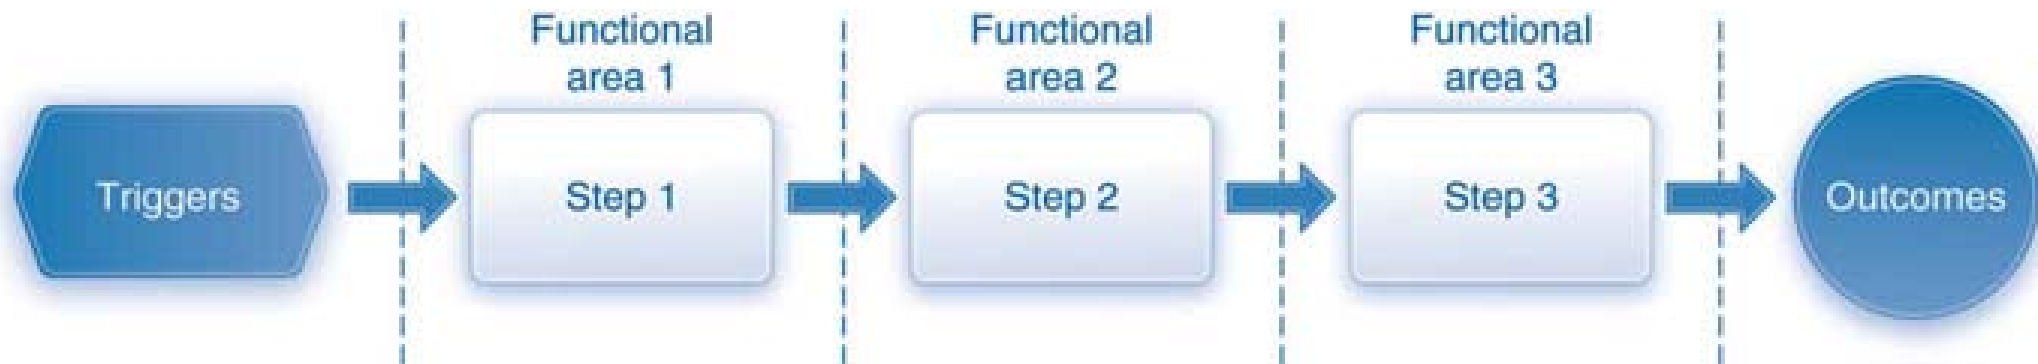 Functional
area 1
Functional
area 2
Functional
area 3
Triggers
Step 1
Step 2
Step 3
Outcomes